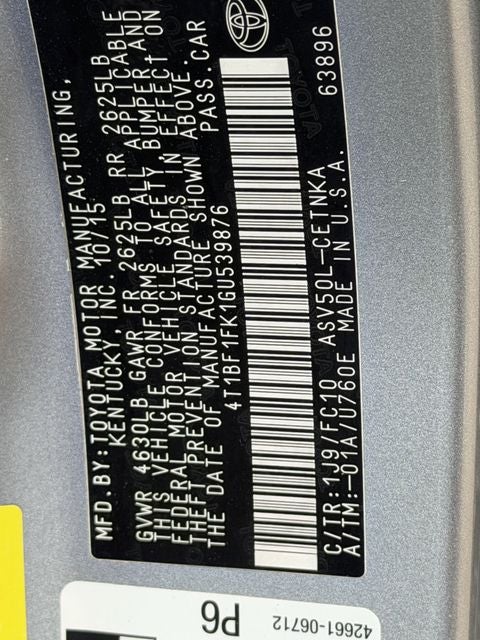 MFD.BY:TOYOTA MOTOR MANUFACTURING,
KENTUCKY, INC. 10/15
GVWR 4630LB GAWR FR 2625LB RR 2625LB
THIS VEHICLE CONFORMS TO ALL APPLICABLE
FEDERAL MOTOR VEHICLE SAFETY, BUMPER, AND
THEFT PREVENTION STANDARDS IN EFFECT ON
THE DATE OF MANUFACTURE SHOWN ABOVE.
4T1BF1FK1GU539876 PASS.CAR
C/TR:1J9/FC10 ASV50L-CETNKA 63896
A/TM:-01A/U760E MADE IN U.S.A.
TOYOTA
P6
42661-06712